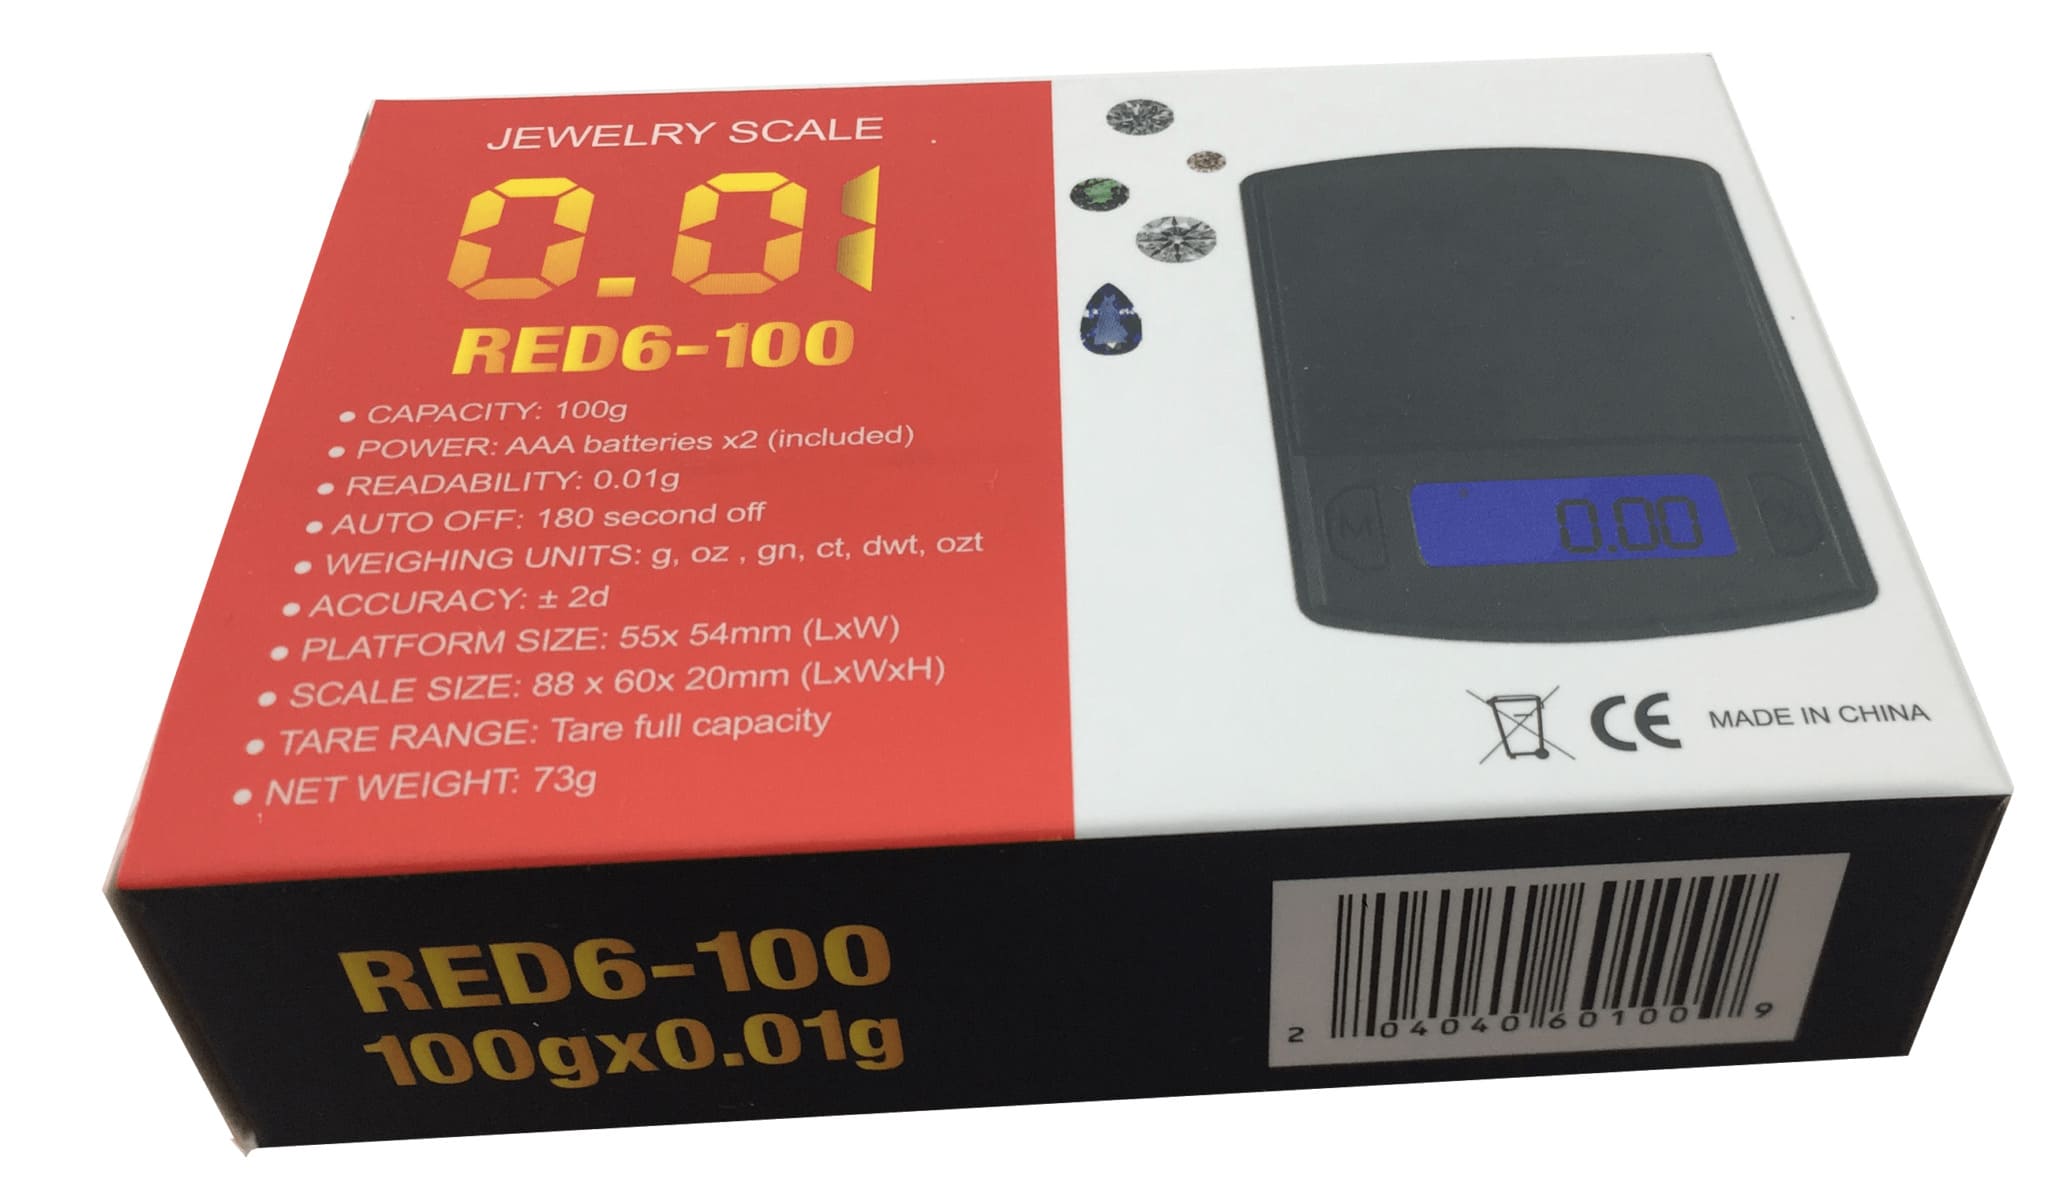 JEWELRY SCALE
0.01
RED6-100
• CAPACITY: 100g
• POWER: AAA batteries x2 (included)
• READABILITY: 0.01g
• AUTO OFF: 180 second off
• WEIGHING UNITS: g, oz , gn, ct, dwt, ozt
• ACCURACY: ± 2d
• PLATFORM SIZE: 55x 54mm (LxW)
• SCALE SIZE: 88 x 60x 20mm (LxWxH)
• TARE RANGE: Tare full capacity
• NET WEIGHT: 73g
M
0.00
CE MADE IN CHINA
RED6-100
100gx0.01g
2 04040 60100 9